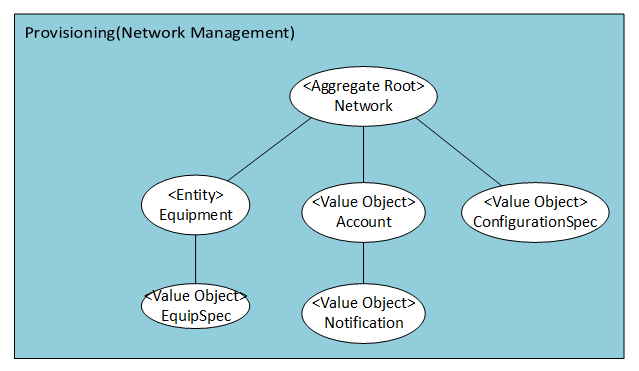 Provisioning(Network Management)
<Aggregate Root>
Network
<Entity>
Equipment
<Value Object>
Account
<Value Object>
ConfigurationSpec
<Value Object>
EquipSpec
<Value Object>
Notification